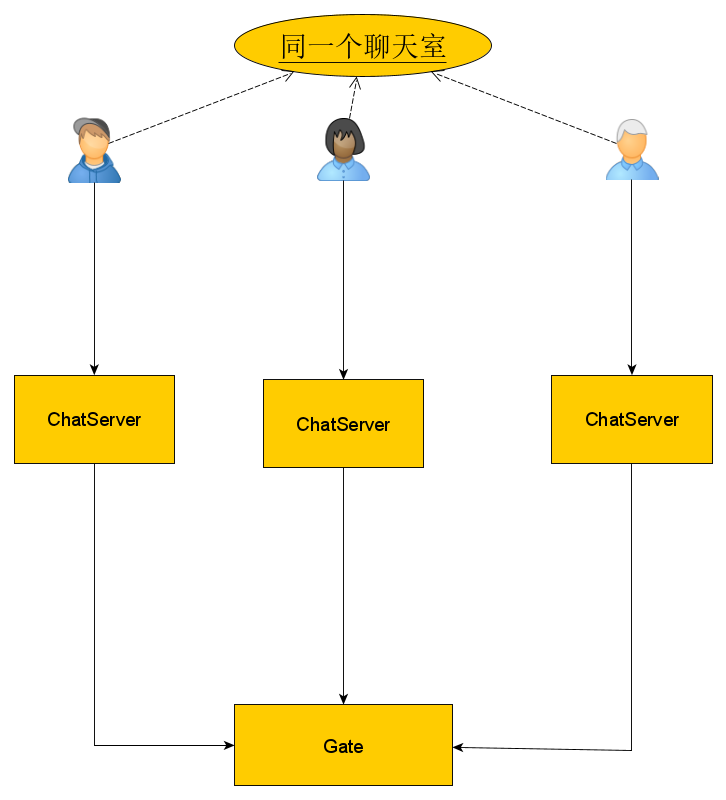 同一个聊天室
ChatServer
ChatServer
ChatServer
Gate